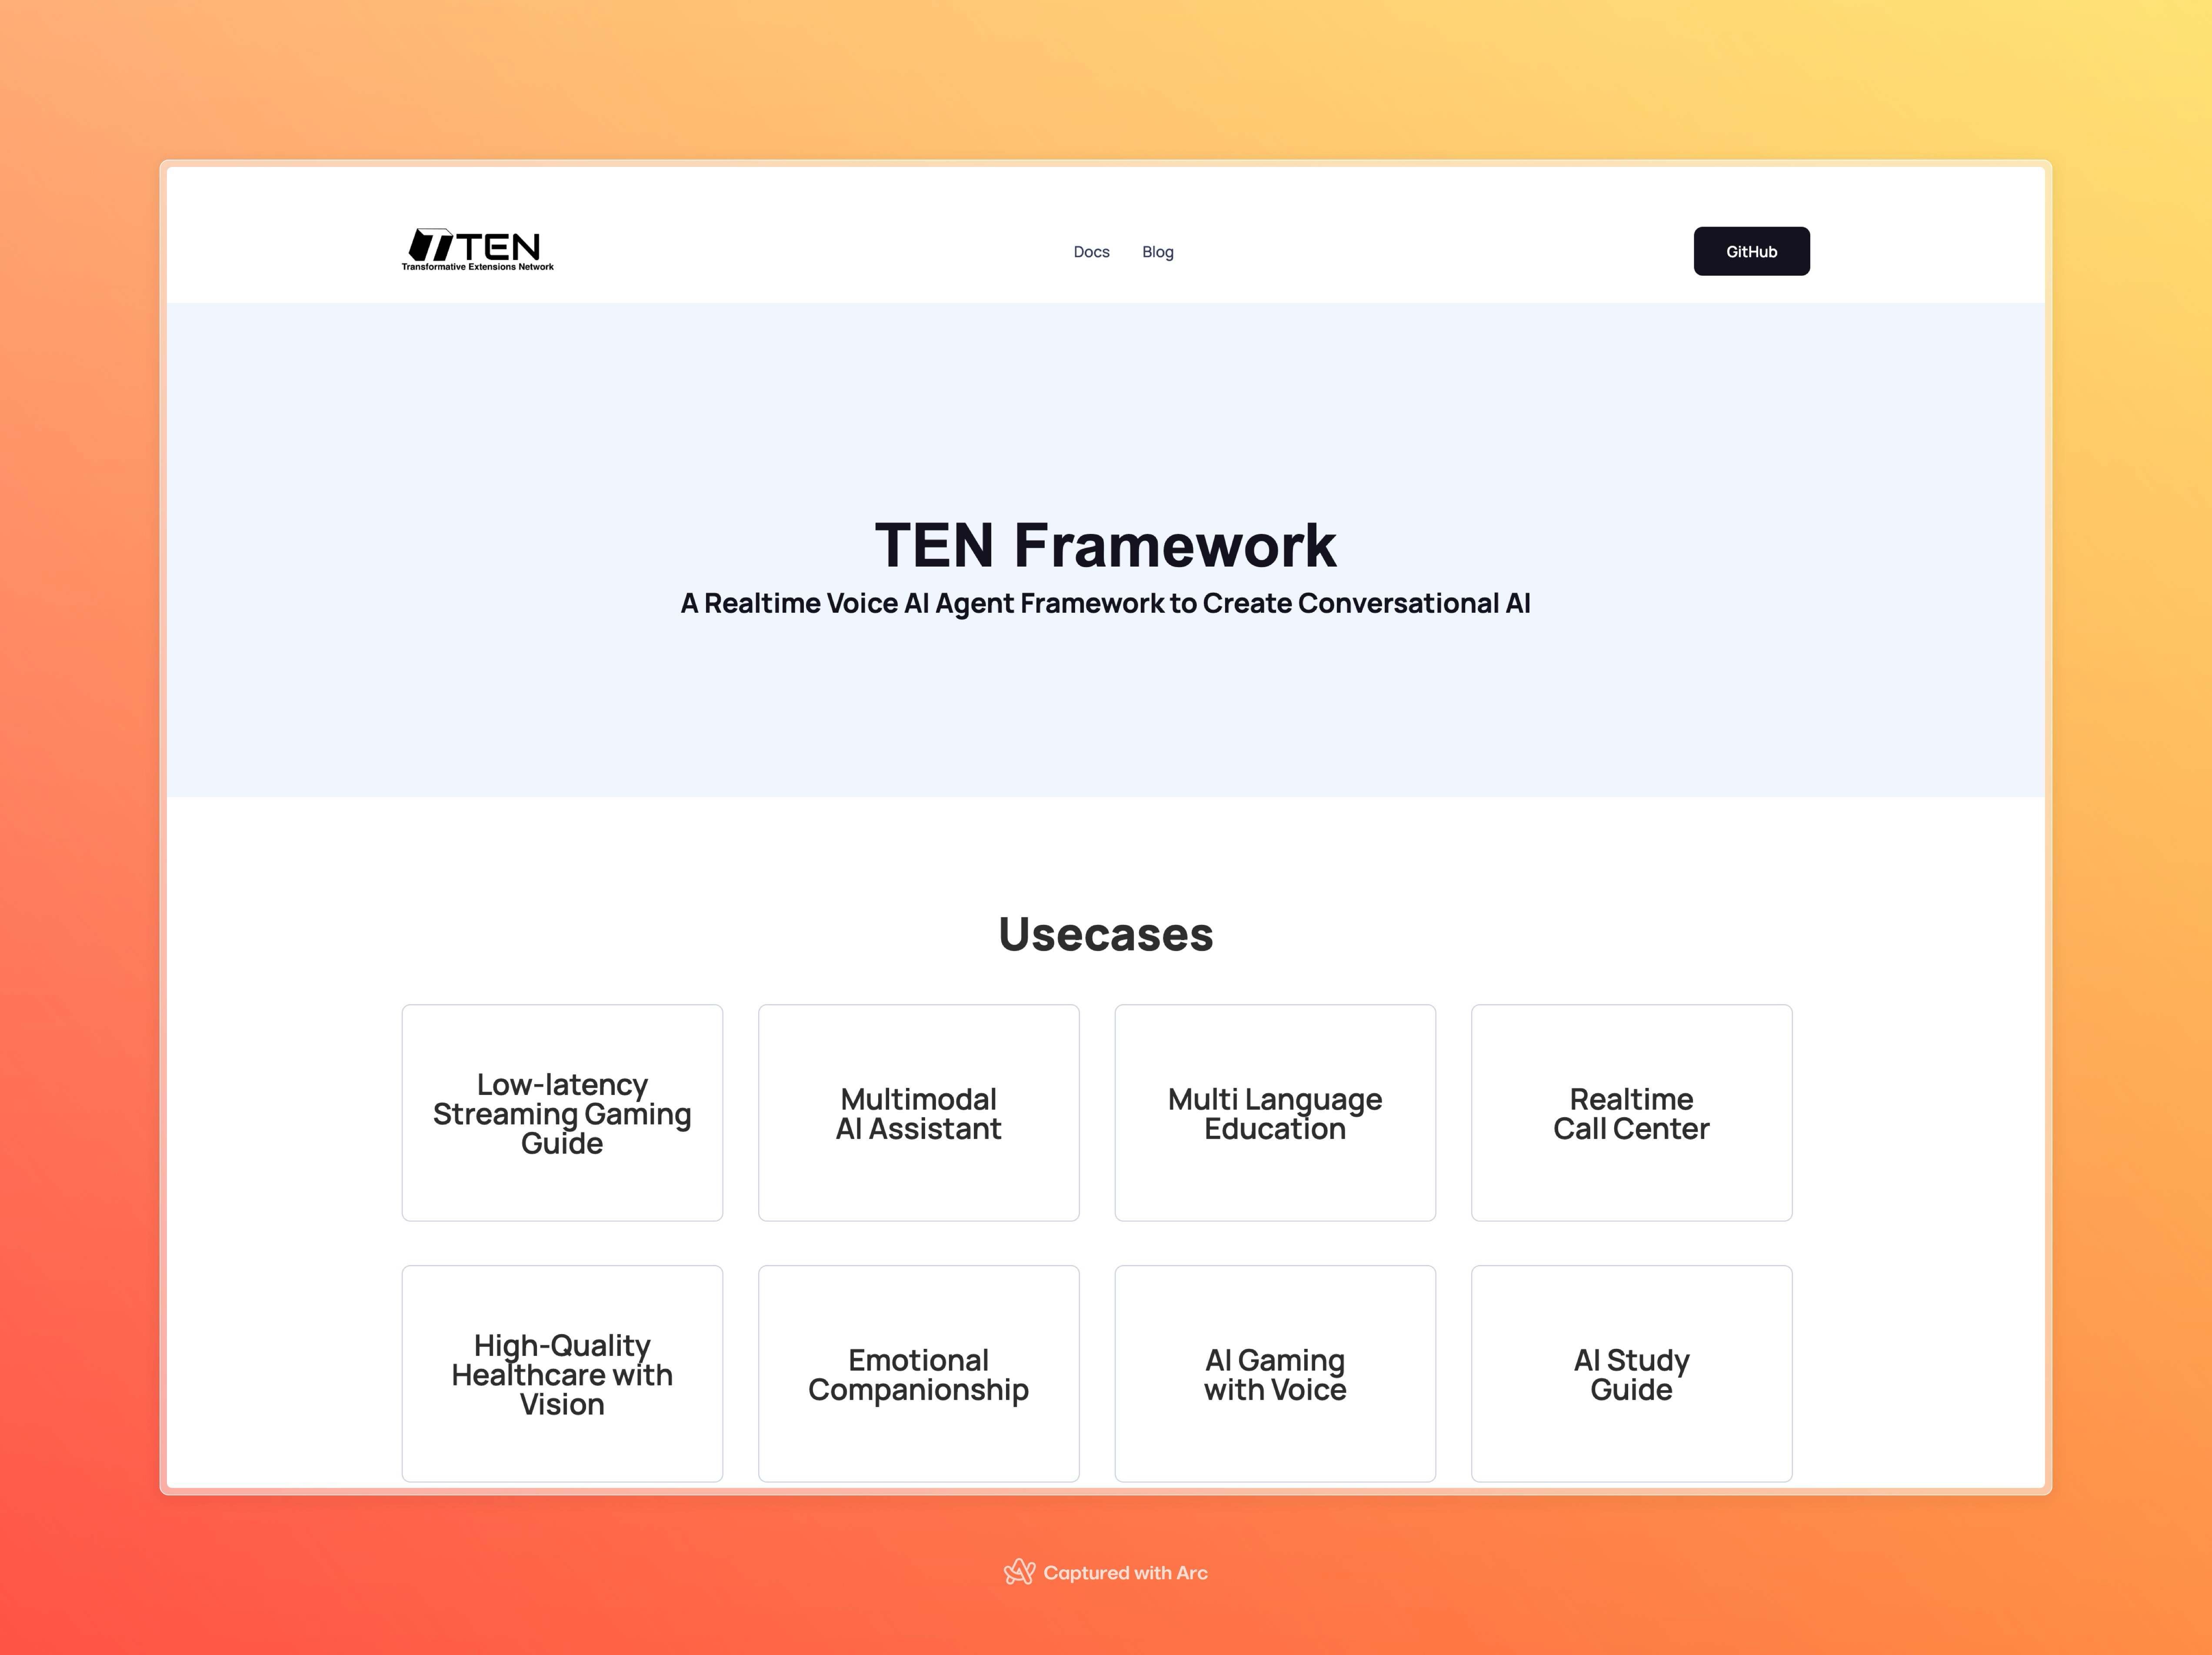 TEN
Transformative Extensions Network
Docs
Blog
GitHub
TEN Framework
A Realtime Voice AI Agent Framework to Create Conversational AI
Usecases
Low-latency
Streaming Gaming
Guide
Multimodal
AI Assistant
Multi Language
Education
Realtime
Call Center
High-Quality
Healthcare with
Vision
Emotional
Companionship
AI Gaming
with Voice
AI Study
Guide
Captured with Arc